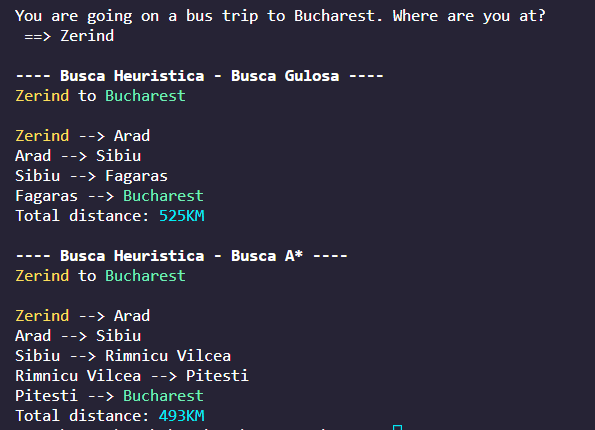 You are going on a bus trip to Bucharest. Where are you at?
==> Zerind
---- Busca Heuristica - Busca Gulosa ----
Zerind to Bucharest
Zerind --> Arad
Arad --> Sibiu
Sibiu --> Fagaras
Fagaras --> Bucharest
Total distance: 525KM
---- Busca Heuristica - Busca A* ----
Zerind to Bucharest
Zerind --> Arad
Arad --> Sibiu
Sibiu --> Rimnicu Vilcea
Rimnicu Vilcea --> Pitesti
Pitesti --> Bucharest
Total distance: 493KM